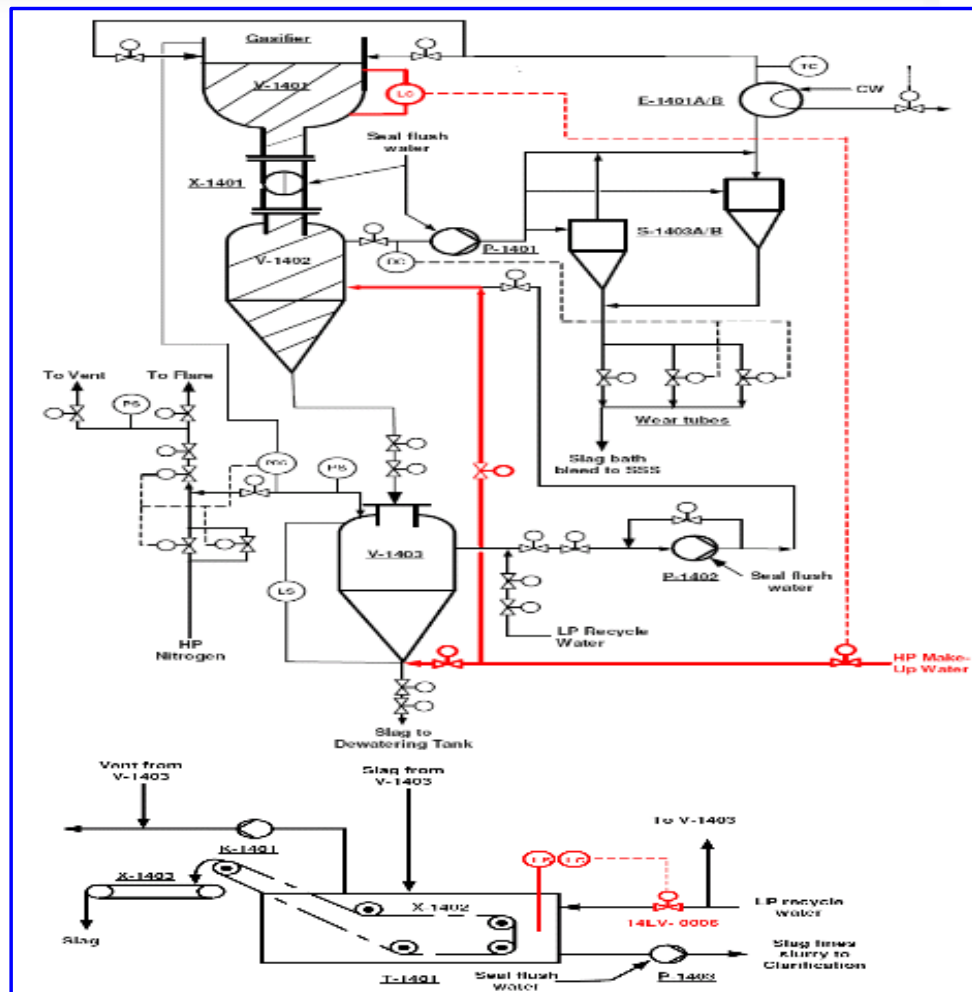 Gasifier
V-1401
LC
TC
E-1401A/B
CW
Seal flush
water
X-1401
S-1403A/B
P-1401
V-1402
DC
To Vent
To Flare
PS
Wear tubes
Slag bath
bleed to SSS
PS
V-1403
P-1402
Seal flush
water
LS
LP Recycle
Water
HP
Nitrogen
HP Make-
Up Water
Slag to
Dewatering Tank
Vent from
V-1403
Slag from
V-1403
To V-1403
K-1401
X-1403
LC
X-1402
LP recycle
water
14LV- 0006
Slag
Slag fines
slurry to
Clarification
Seal flush
water
P-1403
T-1401